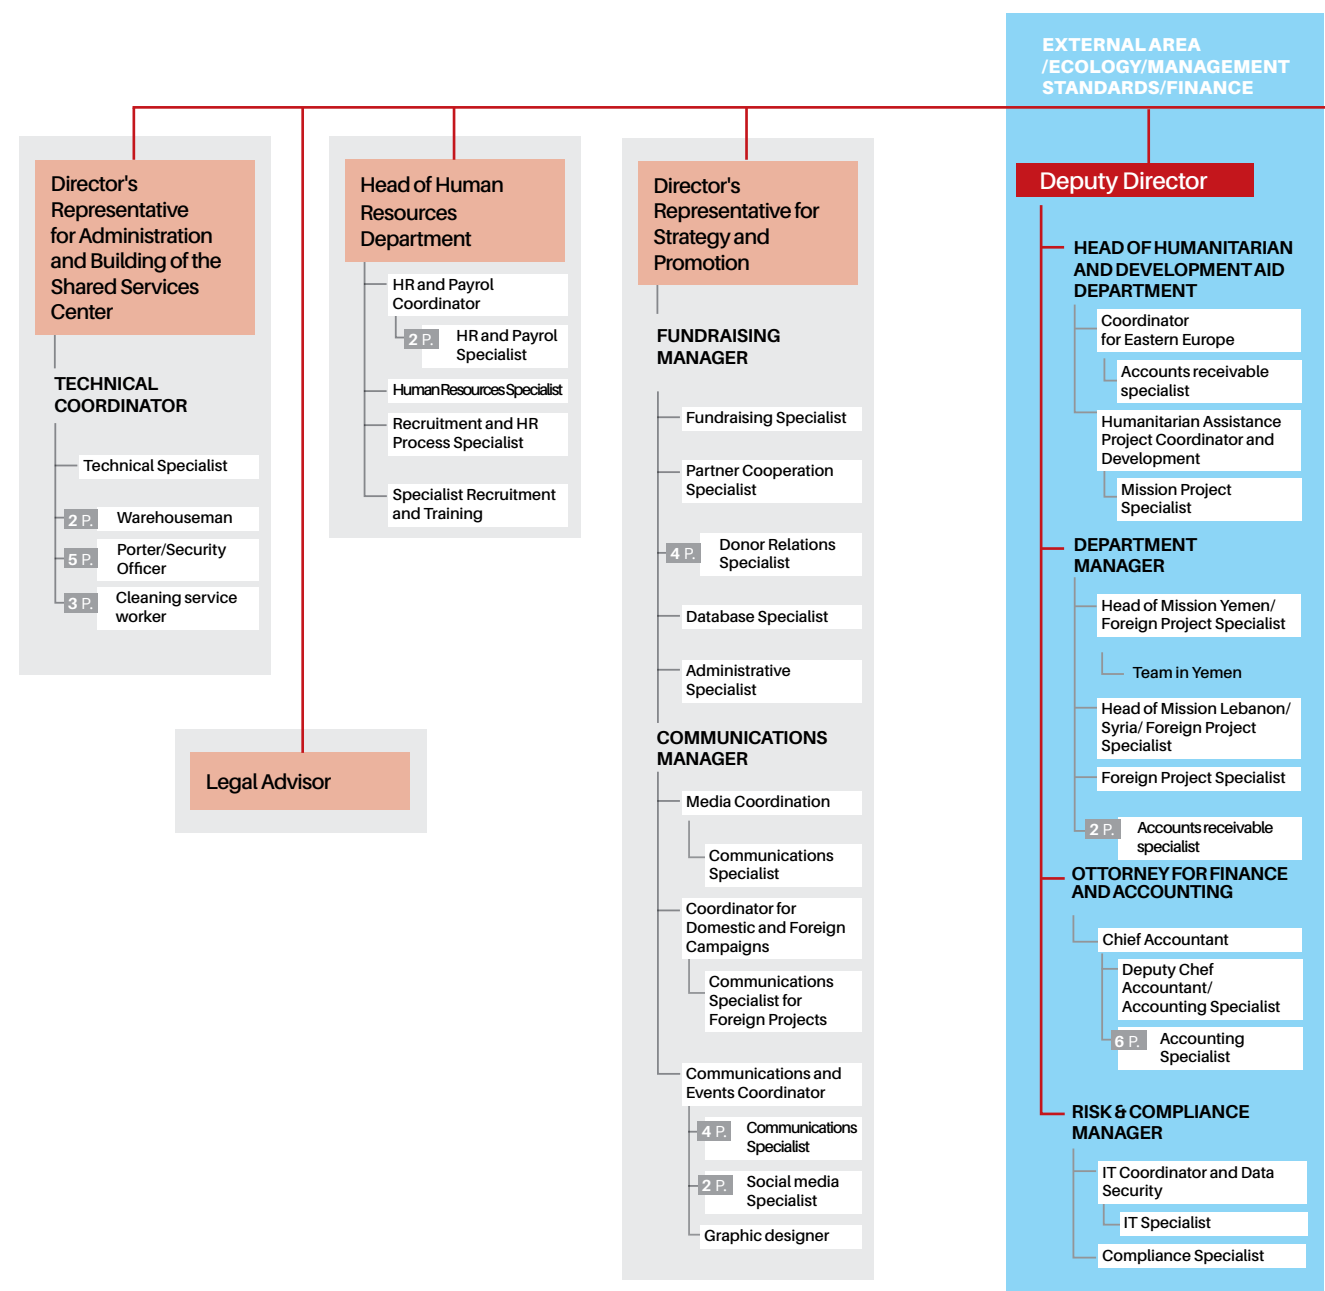 EXTERNAL AREA
/ECOLOGY/MANAGEMENT
STANDARDS/FINANCE
Director's
Representative
for Administration
and Building of the
Shared Services
Center
TECHNICAL
COORDINATOR
Technical Specialist
2 P. Warehouseman
5 P. Porter/Security
Officer
3 P. Cleaning service
worker
Legal Advisor
Head of Human
Resources
Department
HR and Payrol
Coordinator
2 P. HR and Payrol
Specialist
Human Resources Specialist
Recruitment and HR
Process Specialist
Specialist Recruitment
and Training
Director's
Representative for
Strategy and
Promotion
FUNDRAISING
MANAGER
Fundraising Specialist
Partner Cooperation
Specialist
4 P. Donor Relations
Specialist
Database Specialist
Administrative
Specialist
COMMUNICATIONS
MANAGER
Media Coordination
Communications
Specialist
Coordinator for
Domestic and Foreign
Campaigns
Communications
Specialist for
Foreign Projects
Communications and
Events Coordinator
4 P. Communications
Specialist
2 P. Social media
Specialist
Graphic designer
Deputy Director
HEAD OF HUMANITARIAN
AND DEVELOPMENT AID
DEPARTMENT
Coordinator
for Eastern Europe
Accounts receivable
specialist
Humanitarian Assistance
Project Coordinator and
Development
Mission Project
Specialist
DEPARTMENT
MANAGER
Head of Mission Yemen/
Foreign Project Specialist
Team in Yemen
Head of Mission Lebanon/
Syria/ Foreign Project
Specialist
Foreign Project Specialist
2 P. Accounts receivable
specialist
OTTORNEY FOR FINANCE
AND ACCOUNTING
Chief Accountant
Deputy Chef
Accountant/
Accounting Specialist
6 P. Accounting
Specialist
RISK & COMPLIANCE
MANAGER
IT Coordinator and Data
Security
IT Specialist
Compliance Specialist